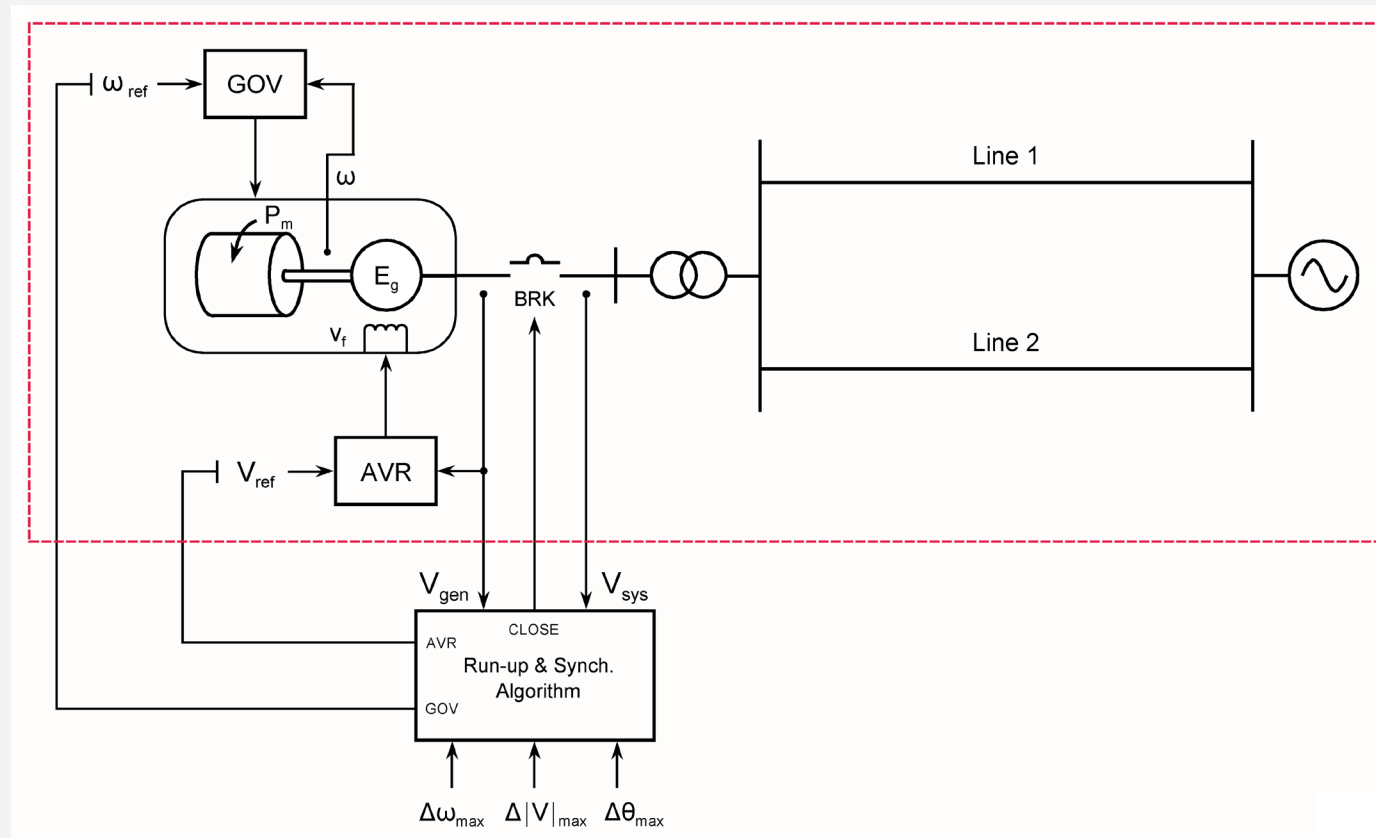 ω ref
GOV
ω
Pm
Eg
vf
BRK
Line 1
Line 2
Vref
AVR
Vgen
Vsys
CLOSE
AVR
Run-up & Synch.
Algorithm
GOV
Δωmax
Δ|V|max
Δθmax